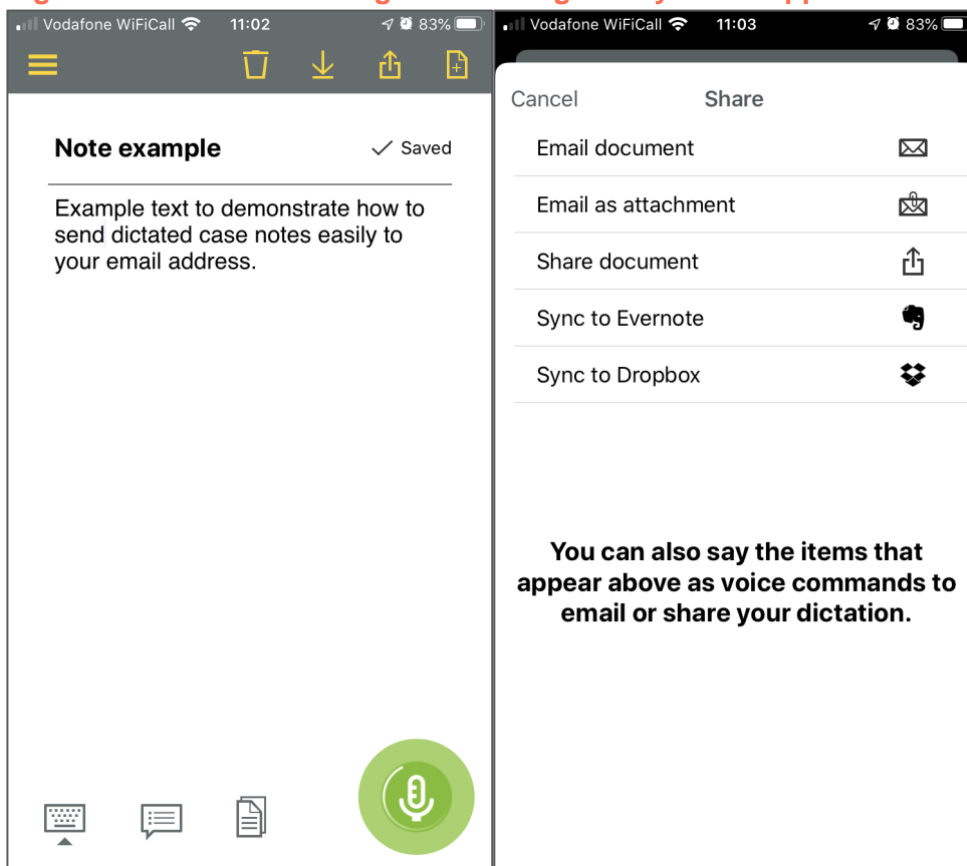 Vodafone WiFiCall 11:02 83%
Note example
Saved
Example text to demonstrate how to
send dictated case notes easily to
your email address.
Vodafone WiFiCall 11:03 83%
Cancel Share
Email document
Email as attachment
Share document
Sync to Evernote
Sync to Dropbox
You can also say the items that
appear above as voice commands to
email or share your dictation.